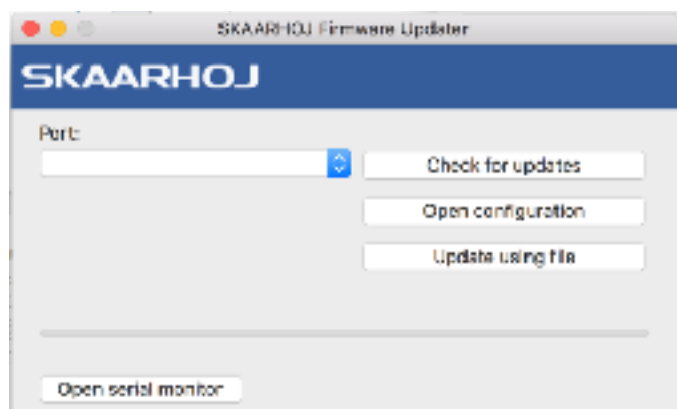 SKAARHOJ Firmware Updater
SKAARHOJ
Port:
Check for updates
Open configuration
Update using file
Open serial monitor